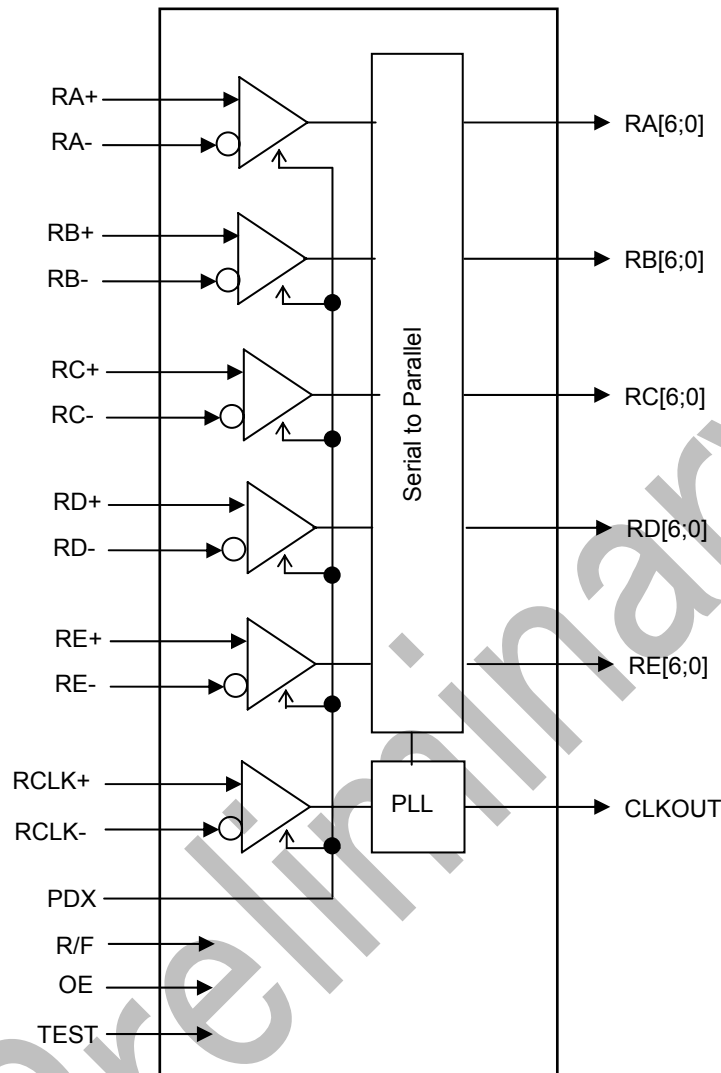 RA+
RA-
RA[6;0]
RB+
RB-
RB[6;0]
RC+
RC-
RC[6;0]
Serial to Parallel
RD+
RD-
RD[6;0]
RE+
RE-
RE[6;0]
RCLK+
RCLK-
PLL
CLKOUT
PDX
R/F
OE
TEST
Preliminary